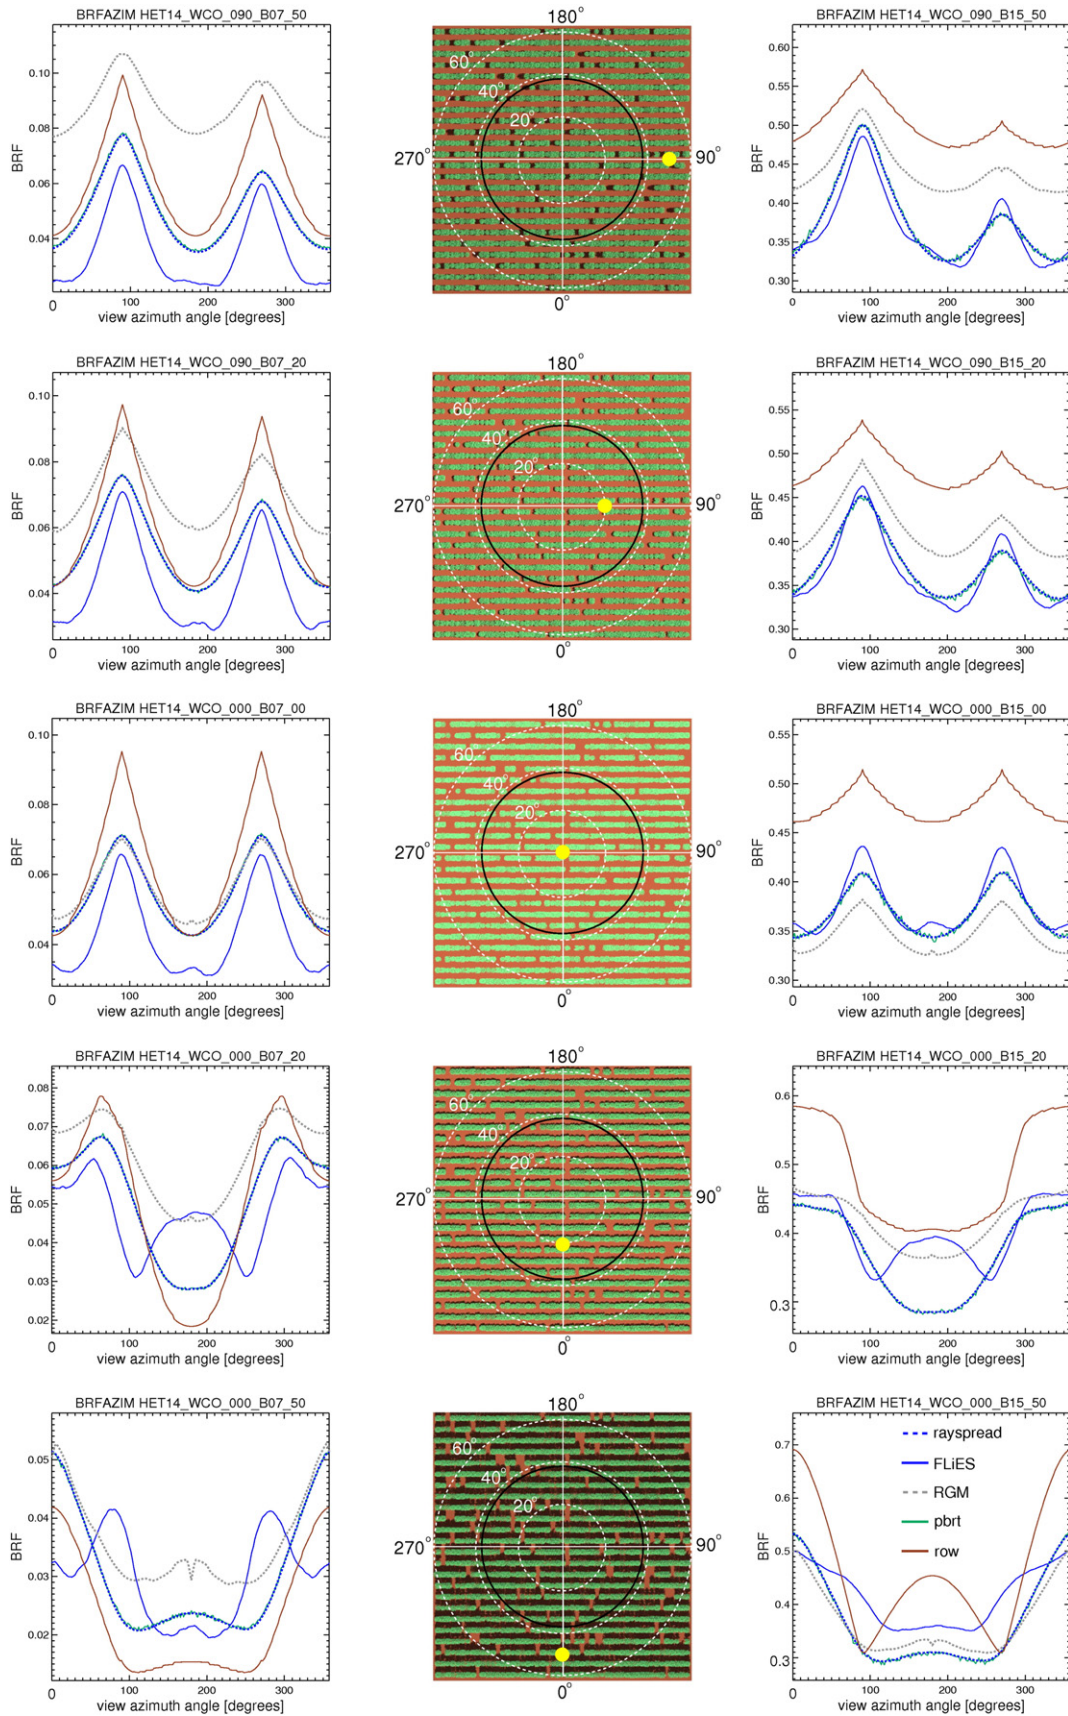 BRFAZIM HET14_WCO_090_B07_50
BRF
0.10
0.08
0.06
0.04
0 100 200 300
view azimuth angle [degrees]
180°
60°
40°
20°
270° 90°
0°
BRFAZIM HET14_WCO_090_B15_50
BRF
0.60
0.55
0.50
0.45
0.40
0.35
0.30
0 100 200 300
view azimuth angle [degrees]
BRFAZIM HET14_WCO_090_B07_20
BRF
0.10
0.08
0.06
0.04
0 100 200 300
view azimuth angle [degrees]
180°
60°
40°
20°
270° 90°
0°
BRFAZIM HET14_WCO_090_B15_20
BRF
0.55
0.50
0.45
0.40
0.35
0.30
0 100 200 300
view azimuth angle [degrees]
BRFAZIM HET14_WCO_000_B07_00
BRF
0.10
0.08
0.06
0.04
0 100 200 300
view azimuth angle [degrees]
180°
60°
40°
20°
270° 90°
0°
BRFAZIM HET14_WCO_000_B15_00
BRF
0.55
0.50
0.45
0.40
0.35
0.30
0 100 200 300
view azimuth angle [degrees]
BRFAZIM HET14_WCO_000_B07_20
BRF
0.08
0.07
0.06
0.05
0.04
0.03
0.02
0 100 200 300
view azimuth angle [degrees]
180°
60°
40°
20°
270° 90°
0°
BRFAZIM HET14_WCO_000_B15_20
BRF
0.6
0.5
0.4
0.3
0 100 200 300
view azimuth angle [degrees]
BRFAZIM HET14_WCO_000_B07_50
BRF
0.05
0.04
0.03
0.02
0 100 200 300
view azimuth angle [degrees]
180°
60°
40°
20°
270° 90°
0°
BRFAZIM HET14_WCO_000_B15_50
BRF
0.7
0.6
0.5
0.4
0.3
0 100 200 300
view azimuth angle [degrees]
rayspread
FLiES
RGM
pbrt
row